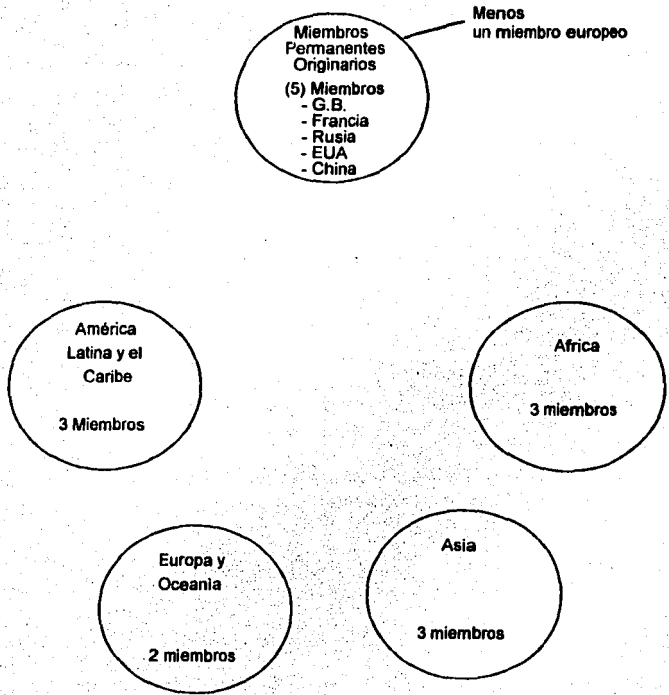 Menos
un miembro europeo
Miembros
Permanentes
Originarios
(5) Miembros
- G.B.
- Francia
- Rusia
- EUA
- China
América
Latina y el
Caribe
3 Miembros
Africa
3 miembros
Europa y
Oceania
2 miembros
Asia
3 miembros